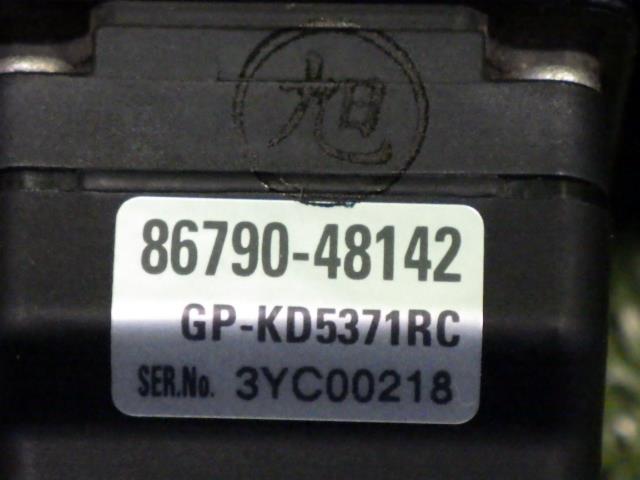 旭
86790-48142
GP-KD5371RC
SER.No. 3YC00218